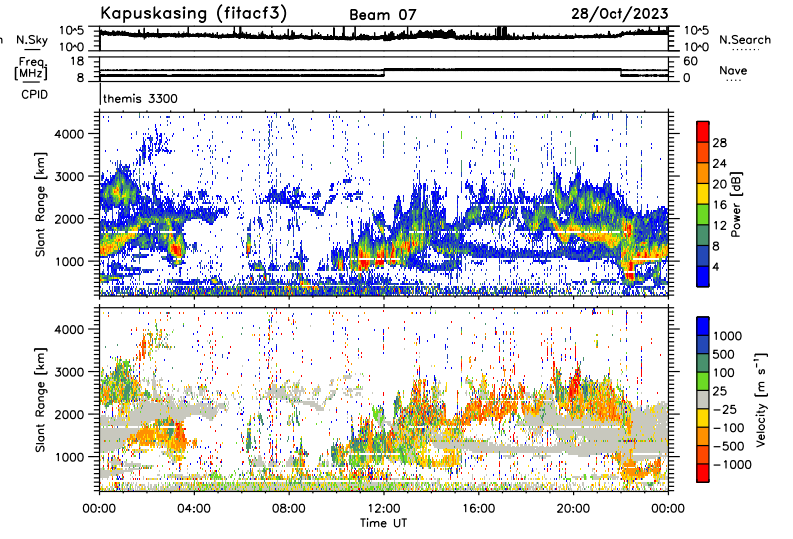 Kapuskasing (fitacf3) Beam 07 28/Oct/2023
N.Sky 10^5 10^5 N.Search
10^0 10^0
Freq. 18 60 Nave
[MHz] 8 0
CPID themis 3300
4000
3000
2000
1000
Slant Range [km]
28
24
20
16
12
8
4
Power [dB]
4000
3000
2000
1000
Slant Range [km]
1000
500
100
25
-25
-100
-500
-1000
Velocity [m s⁻¹]
00:00 04:00 08:00 12:00 16:00 20:00 00:00
Time UT